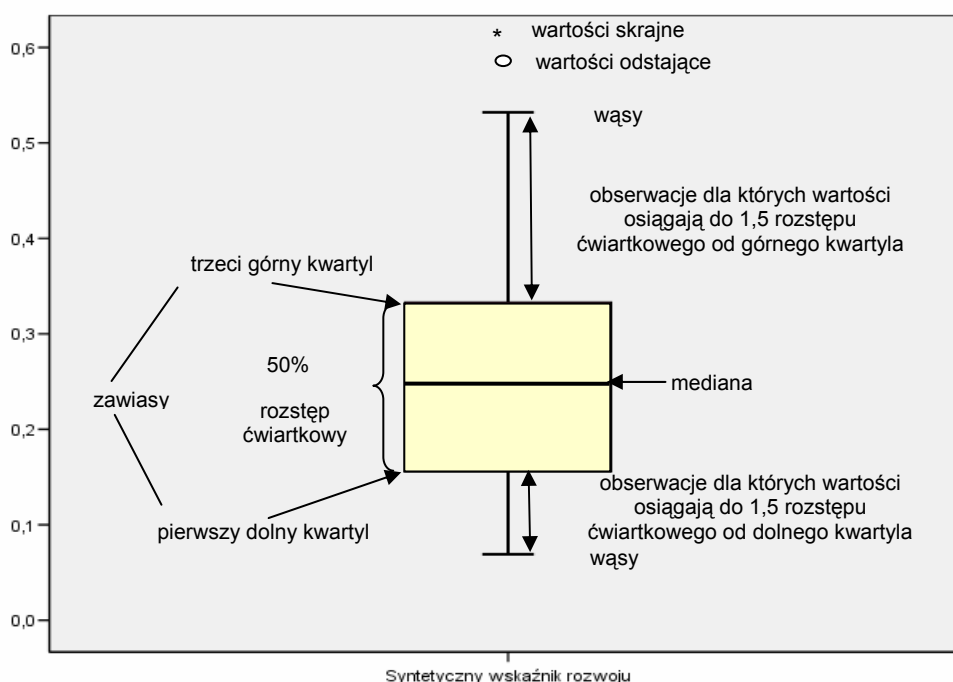 0,6
0,5
0,4
0,3
0,2
0,1
0,0
* wartości skrajne
wartości odstające
wąsy
obserwacje dla których wartości
osiągają do 1,5 rozstępu
ćwiartkowego od górnego kwartyla
trzeci górny kwartyl
50%
rozstęp
ćwiartkowy
zawiasy
mediana
pierwszy dolny kwartyl
obserwacje dla których wartości
osiągają do 1,5 rozstępu
ćwiartkowego od dolnego kwartyla
wąsy
Syntetyczny wskaźnik rozwoju